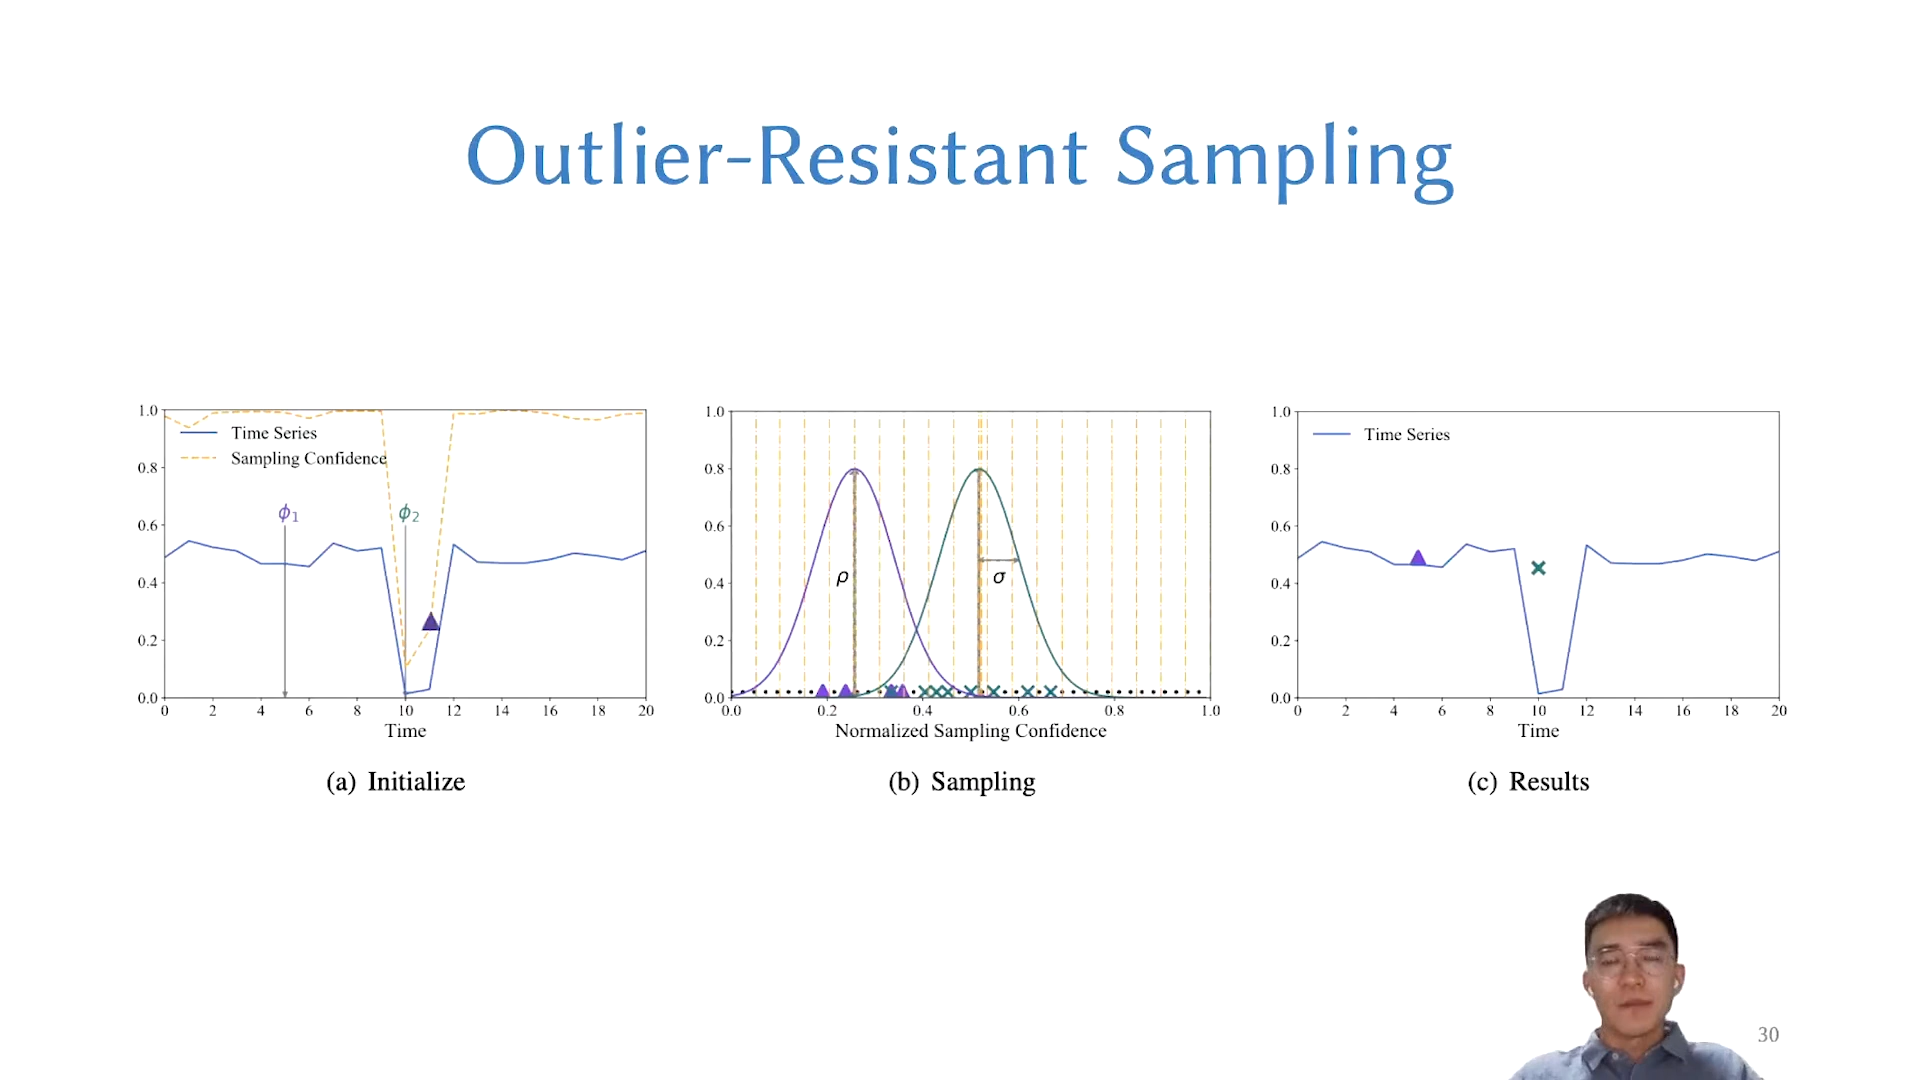 Outlier-Resistant Sampling
1.0
0.8
0.6
0.4
0.2
0.0
Time Series
Sampling Confidence
ϕ1
ϕ2
0 2 4 6 8 10 12 14 16 18 20
Time
(a) Initialize
1.0
0.8
0.6
0.4
0.2
0.0
ρ
σ
0.0 0.2 0.4 0.6 0.8 1.0
Normalized Sampling Confidence
(b) Sampling
1.0
0.8
0.6
0.4
0.2
0.0
Time Series
0 2 4 6 8 10 12 14 16 18 20
Time
(c) Results
30